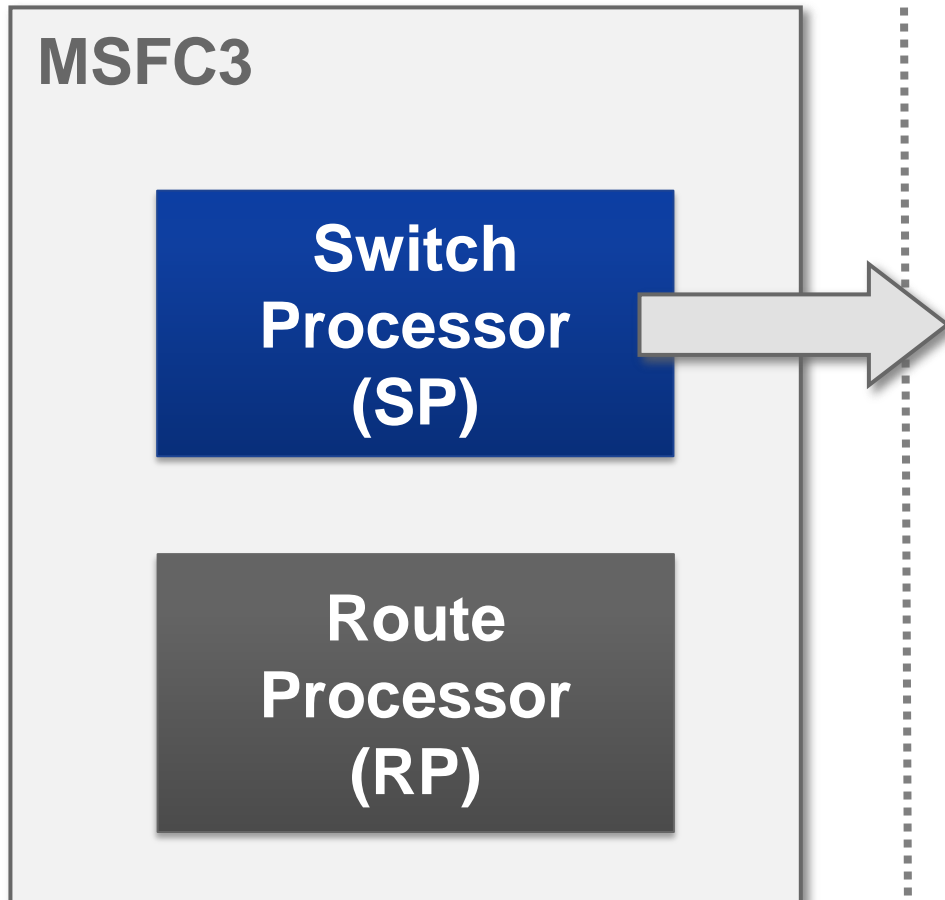 MSFC3
Switch
Processor
(SP)
Route
Processor
(RP)